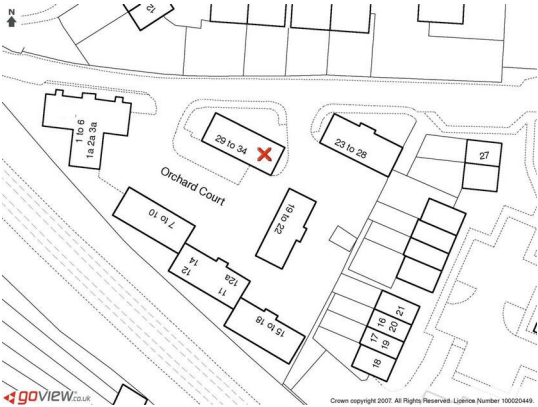 N
12
1 to 6
1a 2a 3a
29 to 34
23 to 28
27
Orchard Court
7 to 10
19 to 22
12 14
11 12a
15 to 18
16 21
17 20
19
18
goview.co.uk
Crown copyright 2007. All Rights Reserved. Licence Number 100020449.